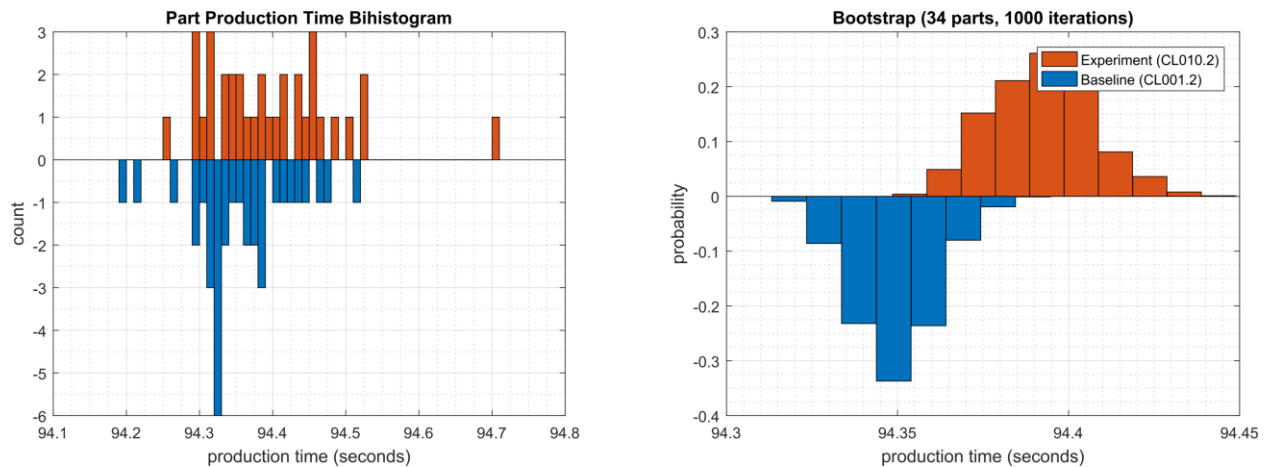 Part Production Time Bihistogram
3
2
1
0
-1
-2
-3
-4
-5
-6
count
94.1 94.2 94.3 94.4 94.5 94.6 94.7 94.8
production time (seconds)
Bootstrap (34 parts, 1000 iterations)
Experiment (CL010.2)
Baseline (CL001.2)
0.3
0.2
0.1
0
-0.1
-0.2
-0.3
-0.4
probability
94.3 94.35 94.4 94.45
production time (seconds)